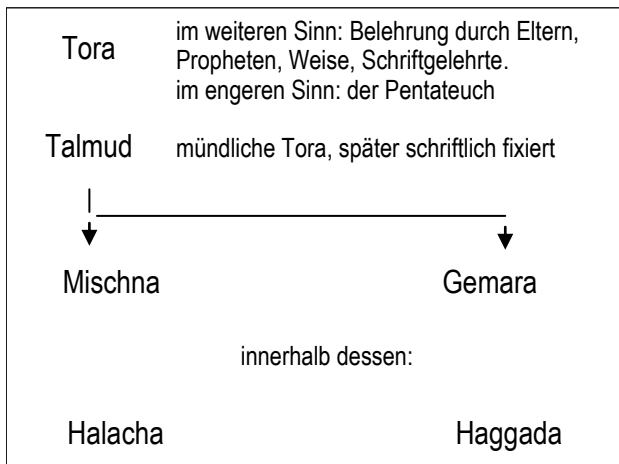 Tora im weiteren Sinn: Belehrung durch Eltern,
Propheten, Weise, Schriftgelehrte.
im engeren Sinn: der Pentateuch
Talmud mündliche Tora, später schriftlich fixiert
Mischna Gemara
innerhalb dessen:
Halacha Haggada